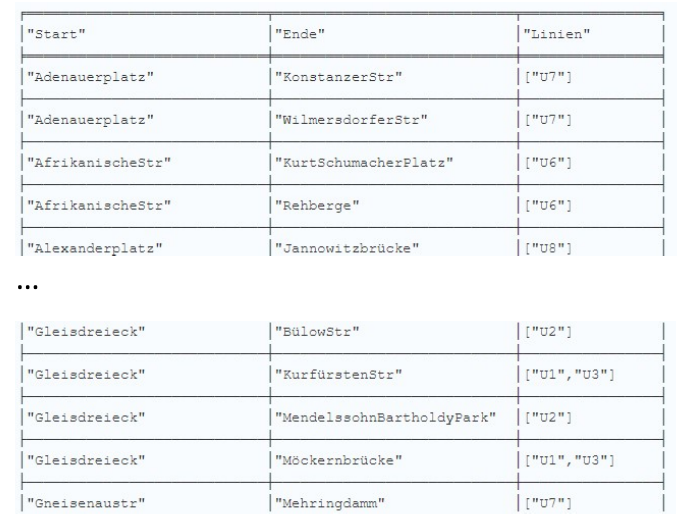 "Start" "Ende" "Linien"
"Adenauerplatz" "KonstanzerStr" ["U7"]
"Adenauerplatz" "WilmersdorferStr" ["U7"]
"AfrikanischeStr" "KurtSchumacherPlatz" ["U6"]
"AfrikanischeStr" "Rehberge" ["U6"]
"Alexanderplatz" "Jannowitzbrücke" ["U8"]
...
"Gleisdreieck" "BülowStr" ["U2"]
"Gleisdreieck" "KurfürstenStr" ["U1","U3"]
"Gleisdreieck" "MendelssohnBartholdyPark" ["U2"]
"Gleisdreieck" "Möckernbrücke" ["U1","U3"]
"Gneisenaustr" "Mehringdamm" ["U7"]